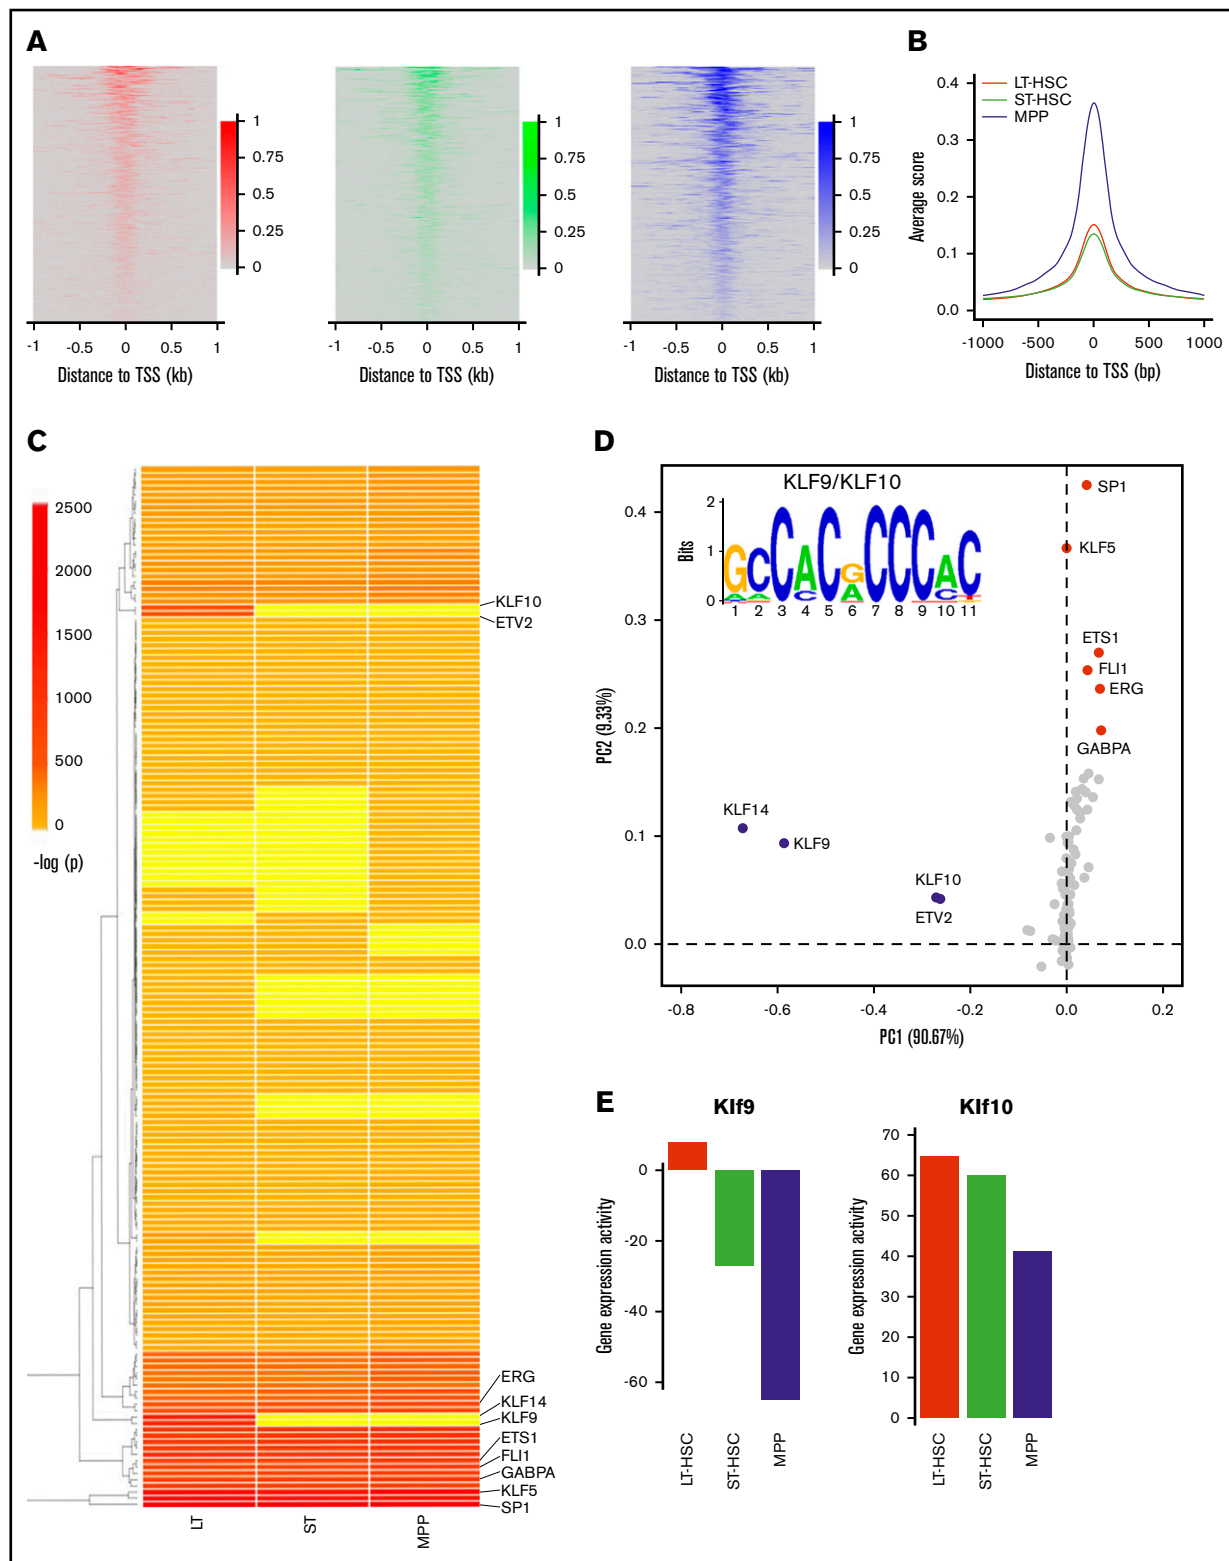 A
1
0.75
0.5
0.25
0
-1 -0.5 0 0.5 1
Distance to TSS (kb)
1
0.75
0.5
0.25
0
-1 -0.5 0 0.5 1
Distance to TSS (kb)
1
0.75
0.5
0.25
0
-1 -0.5 0 0.5 1
Distance to TSS (kb)
B
LT-HSC
ST-HSC
MPP
0.4
0.3
0.2
0.1
0.0
Average score
-1000 -500 0 500 1000
Distance to TSS (bp)
C
2500
2000
1500
1000
500
0
-log (p)
KLF10
ETV2
ERG
KLF14
KLF9
ETS1
FLI1
GABPA
KLF5
SP1
LT ST MPP
D
KLF9/KLF10
2
1
0
Bits
GCCACGCCCAC
AACACT
1 2 3 4 5 6 7 8 9 10 11
SP1
KLF5
ETS1
FLI1
ERG
GABPA
KLF14
KLF9
KLF10
ETV2
0.4
0.3
0.2
0.1
0.0
PC2 (9.33%)
-0.8 -0.6 -0.4 -0.2 0.0 0.2
PC1 (90.67%)
E
Klf9
0
-20
-40
-60
Gene expression activity
LT-HSC ST-HSC MPP
Klf10
70
60
50
40
30
20
10
0
Gene expression activity
LT-HSC ST-HSC MPP